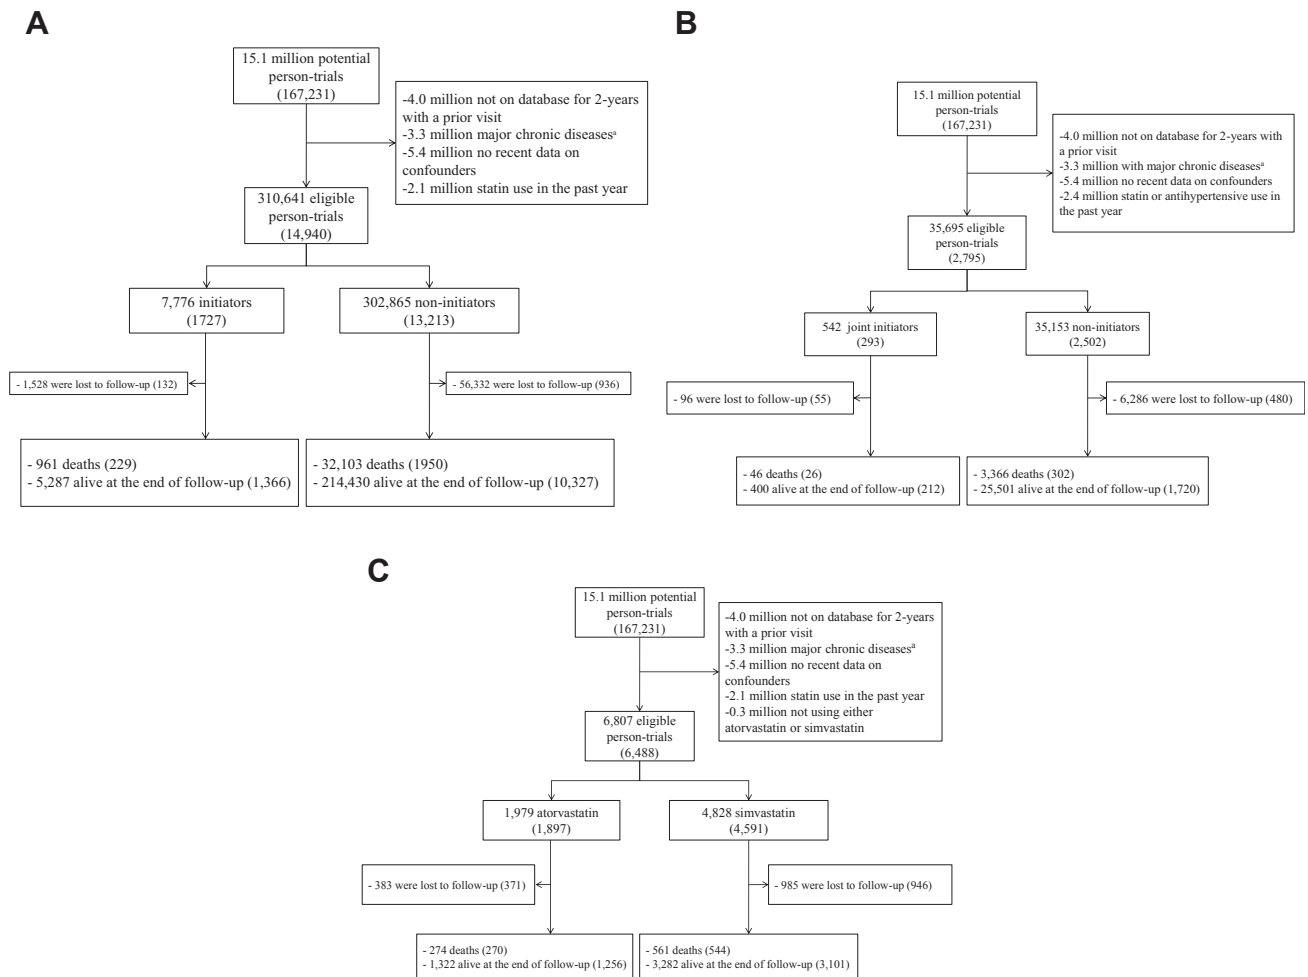 A
15.1 million potential
person-trials
(167,231)
-4.0 million not on database for 2-years
with a prior visit
-3.3 million major chronic diseasesᵃ
-5.4 million no recent data on
confounders
-2.1 million statin use in the past year
310,641 eligible
person-trials
(14,940)
7,776 initiators
(1727)
302,865 non-initiators
(13,213)
- 1,528 were lost to follow-up (132)
- 56,332 were lost to follow-up (936)
- 961 deaths (229)
- 5,287 alive at the end of follow-up (1,366)
- 32,103 deaths (1950)
- 214,430 alive at the end of follow-up (10,327)
B
15.1 million potential
person-trials
(167,231)
-4.0 million not on database for 2-years with
a prior visit
-3.3 million with major chronic diseasesᵃ
-5.4 million no recent data on confounders
-2.4 million statin or antihypertensive use in
the past year
35,695 eligible
person-trials
(2,795)
542 joint initiators
(293)
35,153 non-initiators
(2,502)
- 96 were lost to follow-up (55)
- 6,286 were lost to follow-up (480)
- 46 deaths (26)
- 400 alive at the end of follow-up (212)
- 3,366 deaths (302)
- 25,501 alive at the end of follow-up (1,720)
C
15.1 million potential
person-trials
(167,231)
-4.0 million not on database for 2-years
with a prior visit
-3.3 million major chronic diseasesᵃ
-5.4 million no recent data on
confounders
-2.1 million statin use in the past year
-0.3 million not using either
atorvastatin or simvastatin
6,807 eligible
person-trials
(6,488)
1,979 atorvastatin
(1,897)
4,828 simvastatin
(4,591)
- 383 were lost to follow-up (371)
- 985 were lost to follow-up (946)
- 274 deaths (270)
- 1,322 alive at the end of follow-up (1,256)
- 561 deaths (544)
- 3,282 alive at the end of follow-up (3,101)